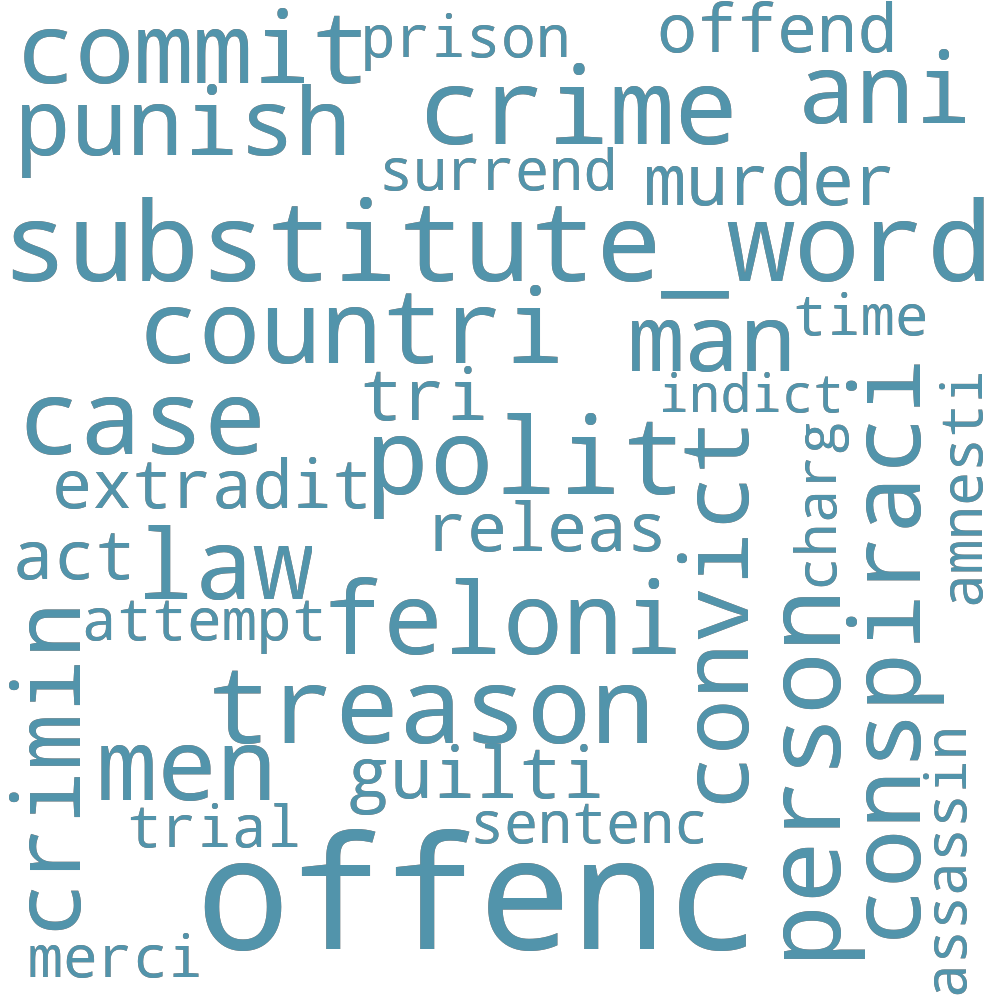 commit
prison
offend
punish
crime
ani
surrend
murder
substitute_word
countri
man
time
case
tri
indict
polit
extradit
convict
charg
conspiraci
amnesti
releas
act
law
attempt
feloni
person
crimin
treason
men
guilti
assassin
trial
sentenc
offenc
merci